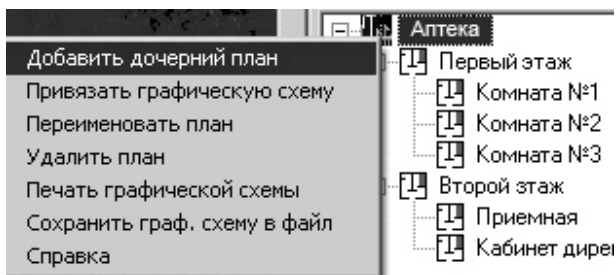 Добавить дочерний план
Привязать графическую схему
Переименовать план
Удалить план
Печать графической схемы
Сохранить граф. схему в файл
Справка
Аптека
Первый этаж
Комната №1
Комната №2
Комната №3
Второй этаж
Приемная
Кабинет